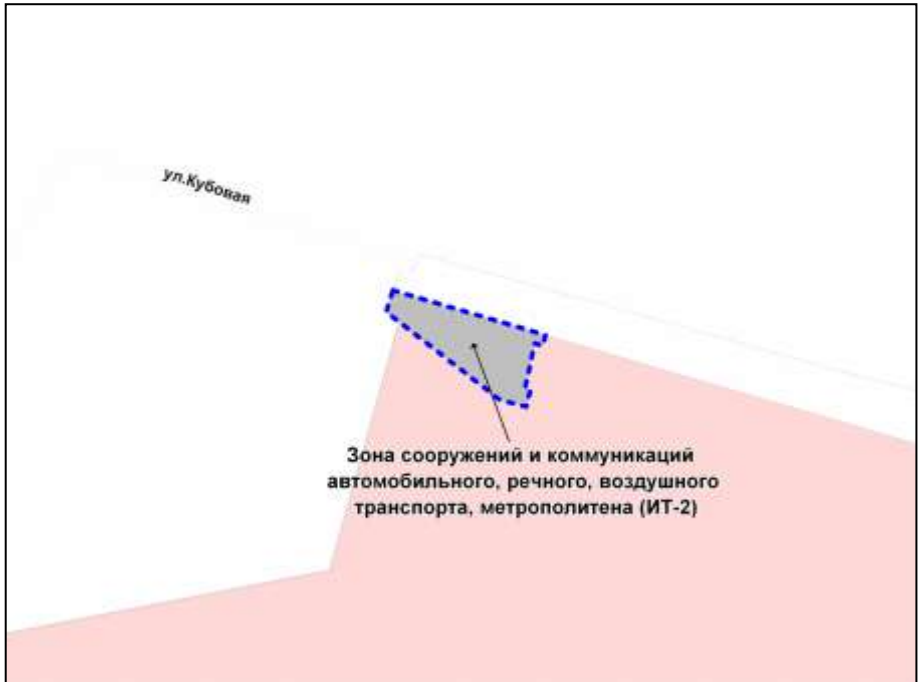 ул.Кубовая
Зона сооружений и коммуникаций
автомобильного, речного, воздушного
транспорта, метрополитена (ИТ-2)